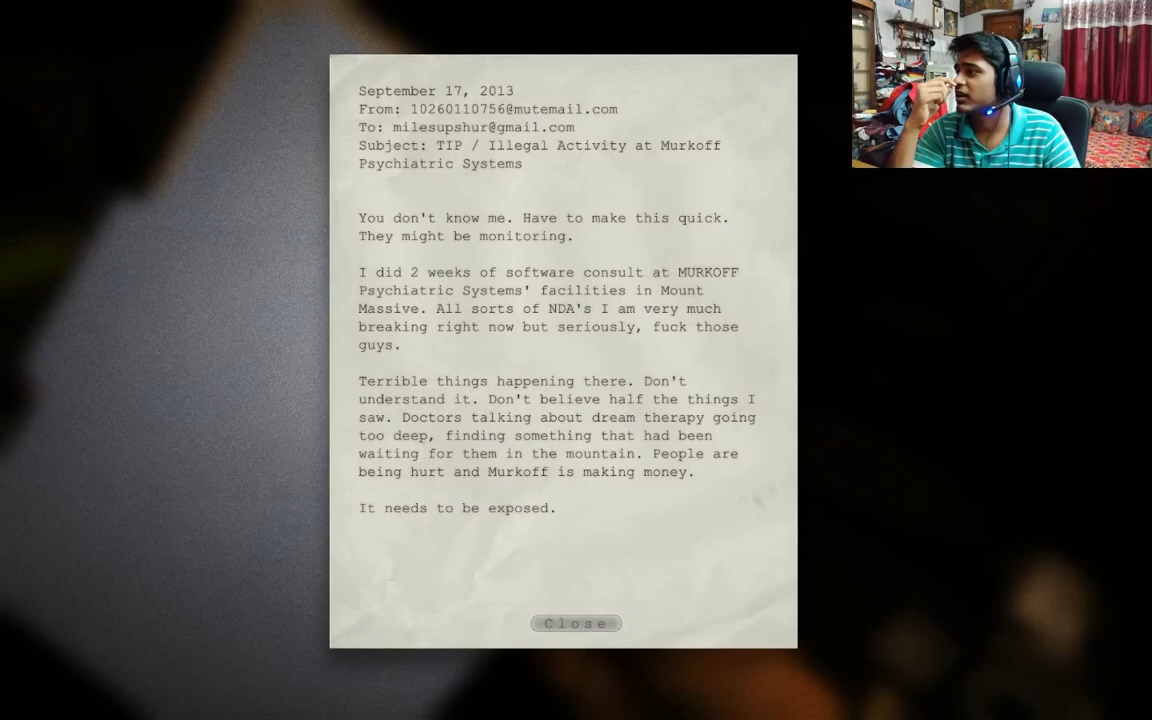 September 17, 2013
From: 10260110756@mutemail.com
To: milesupshur@gmail.com
Subject: TIP / Illegal Activity at Murkoff
Psychiatric Systems
You don't know me. Have to make this quick.
They might be monitoring.
I did 2 weeks of software consult at MURKOFF
Psychiatric Systems' facilities in Mount
Massive. All sorts of NDA's I am very much
breaking right now but seriously, fuck those
guys.
Terrible things happening there. Don't
understand it. Don't believe half the things I
saw. Doctors talking about dream therapy going
too deep, finding something that had been
waiting for them in the mountain. People are
being hurt and Murkoff is making money.
It needs to be exposed.
Close